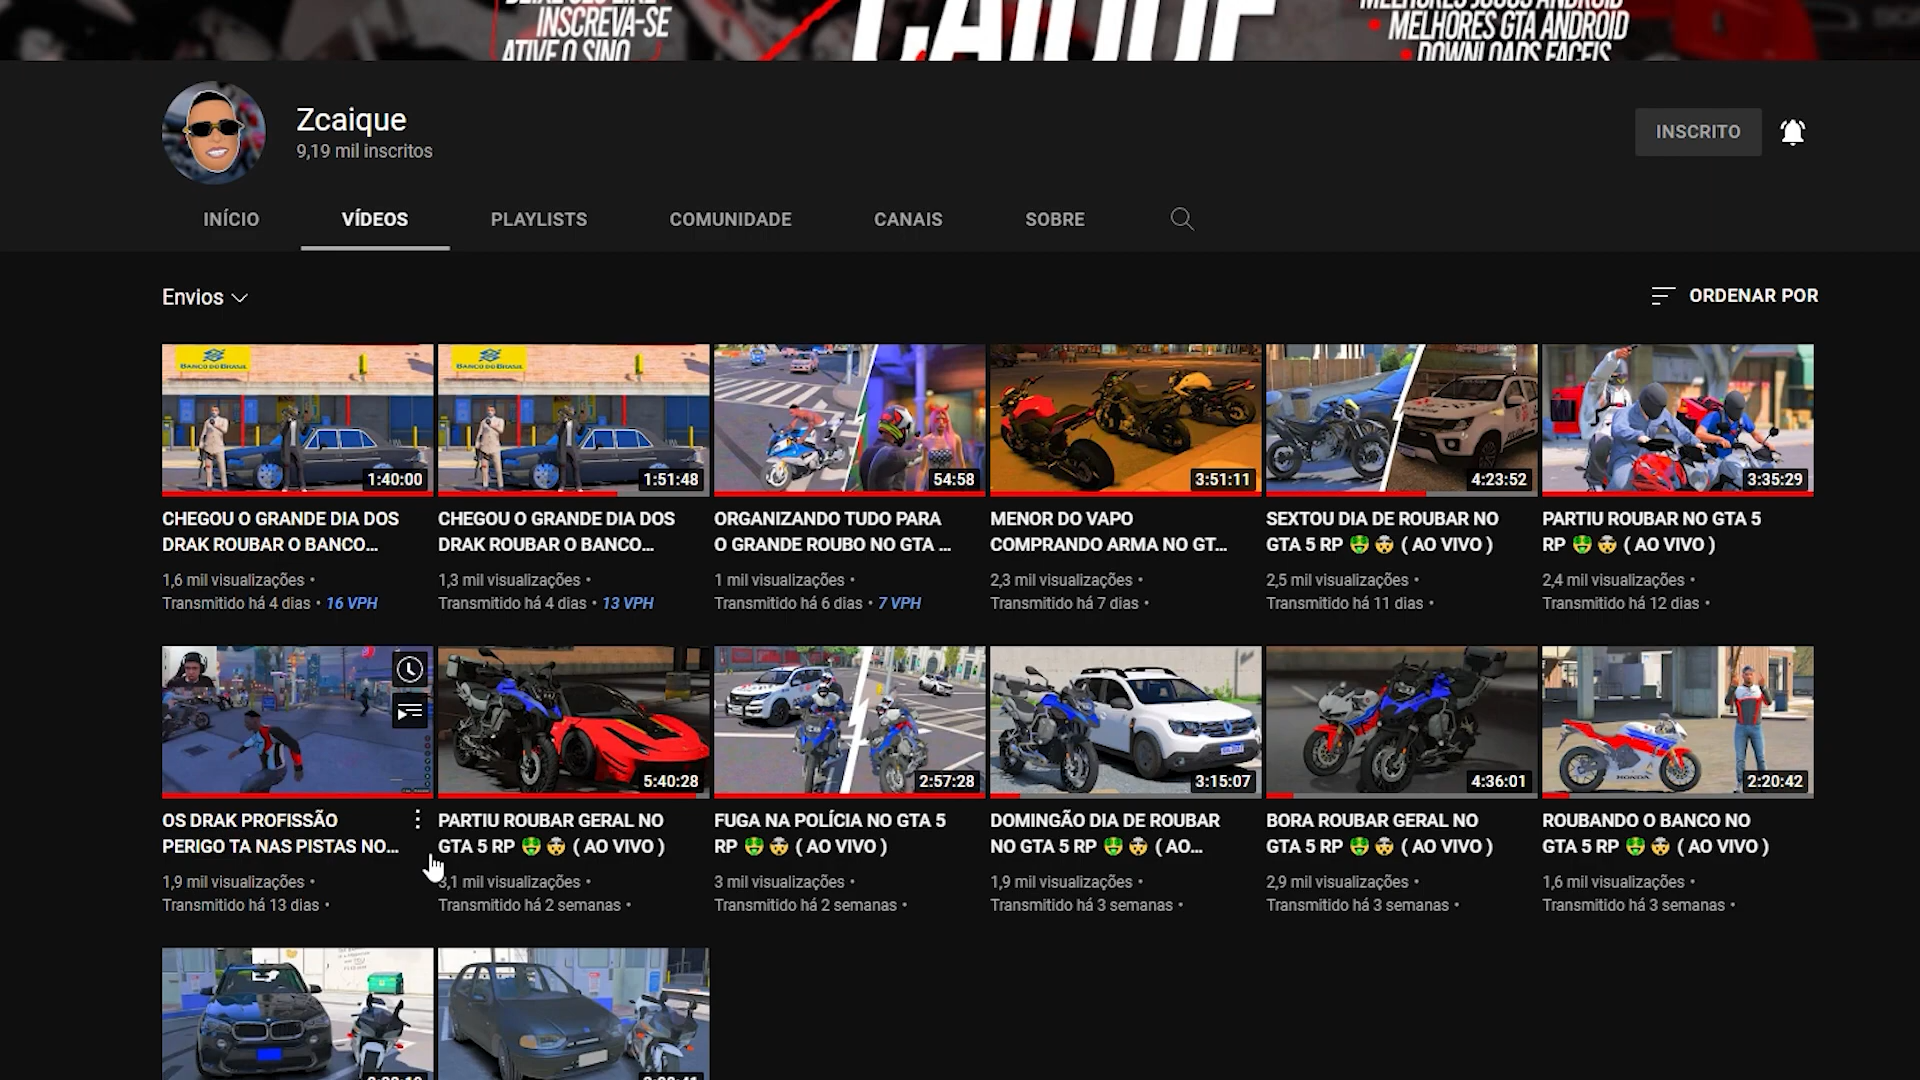 INSCREVA-SE
ATIVE O SINO
CAIQUE
MELHORES JOGOS ANDROID
MELHORES GTA ANDROID
DOWNLOADS FACEIS
Zcaique
9,19 mil inscritos
INSCRITO
INÍCIO VÍDEOS PLAYLISTS COMUNIDADE CANAIS SOBRE
Envios
ORDENAR POR
BANCO DO BRASIL
1:40:00
BANCO DO BRASIL
1:51:48
54:58
3:51:11
4:23:52
3:35:29
CHEGOU O GRANDE DIA DOS
DRAK ROUBAR O BANCO...
1,6 mil visualizações •
Transmitido há 4 dias • 16 VPH
CHEGOU O GRANDE DIA DOS
DRAK ROUBAR O BANCO...
1,3 mil visualizações •
Transmitido há 4 dias • 13 VPH
ORGANIZANDO TUDO PARA
O GRANDE ROUBO NO GTA ...
1 mil visualizações •
Transmitido há 6 dias • 7 VPH
MENOR DO VAPO
COMPRANDO ARMA NO GT...
2,3 mil visualizações •
Transmitido há 7 dias •
SEXTOU DIA DE ROUBAR NO
GTA 5 RP 🤑 🤯 ( AO VIVO )
2,5 mil visualizações •
Transmitido há 11 dias •
PARTIU ROUBAR NO GTA 5
RP 🤑 🤯 ( AO VIVO )
2,4 mil visualizações •
Transmitido há 12 dias •
5:40:28
2:57:28
3:15:07
4:36:01
HONDA
2:20:42
OS DRAK PROFISSÃO
PERIGO TA NAS PISTAS NO...
1,9 mil visualizações •
Transmitido há 13 dias •
PARTIU ROUBAR GERAL NO
GTA 5 RP 🤑 🤯 ( AO VIVO )
3,1 mil visualizações •
Transmitido há 2 semanas •
FUGA NA POLÍCIA NO GTA 5
RP 🤑 🤯 ( AO VIVO )
3 mil visualizações •
Transmitido há 2 semanas •
DOMINGÃO DIA DE ROUBAR
NO GTA 5 RP 🤑 🤯 ( AO...
1,9 mil visualizações •
Transmitido há 3 semanas •
BORA ROUBAR GERAL NO
GTA 5 RP 🤑 🤯 ( AO VIVO )
2,9 mil visualizações •
Transmitido há 3 semanas •
ROUBANDO O BANCO NO
GTA 5 RP 🤑 🤯 ( AO VIVO )
1,6 mil visualizações •
Transmitido há 3 semanas •